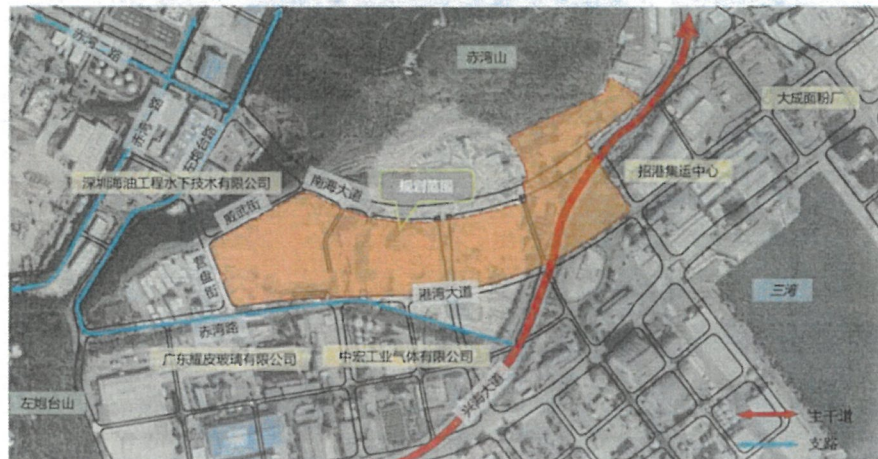 赤湾山
赤湾二路
大成面粉厂
赤湾一路
右炮台路
深圳海油工程水下技术有限公司
南海大道
规划范围
招港集运中心
威武街
营盘街
港湾大道
三湾
赤湾路
广东耀皮玻璃有限公司
中宏工业气体有限公司
左炮台山
兴海大道
主干道
支路